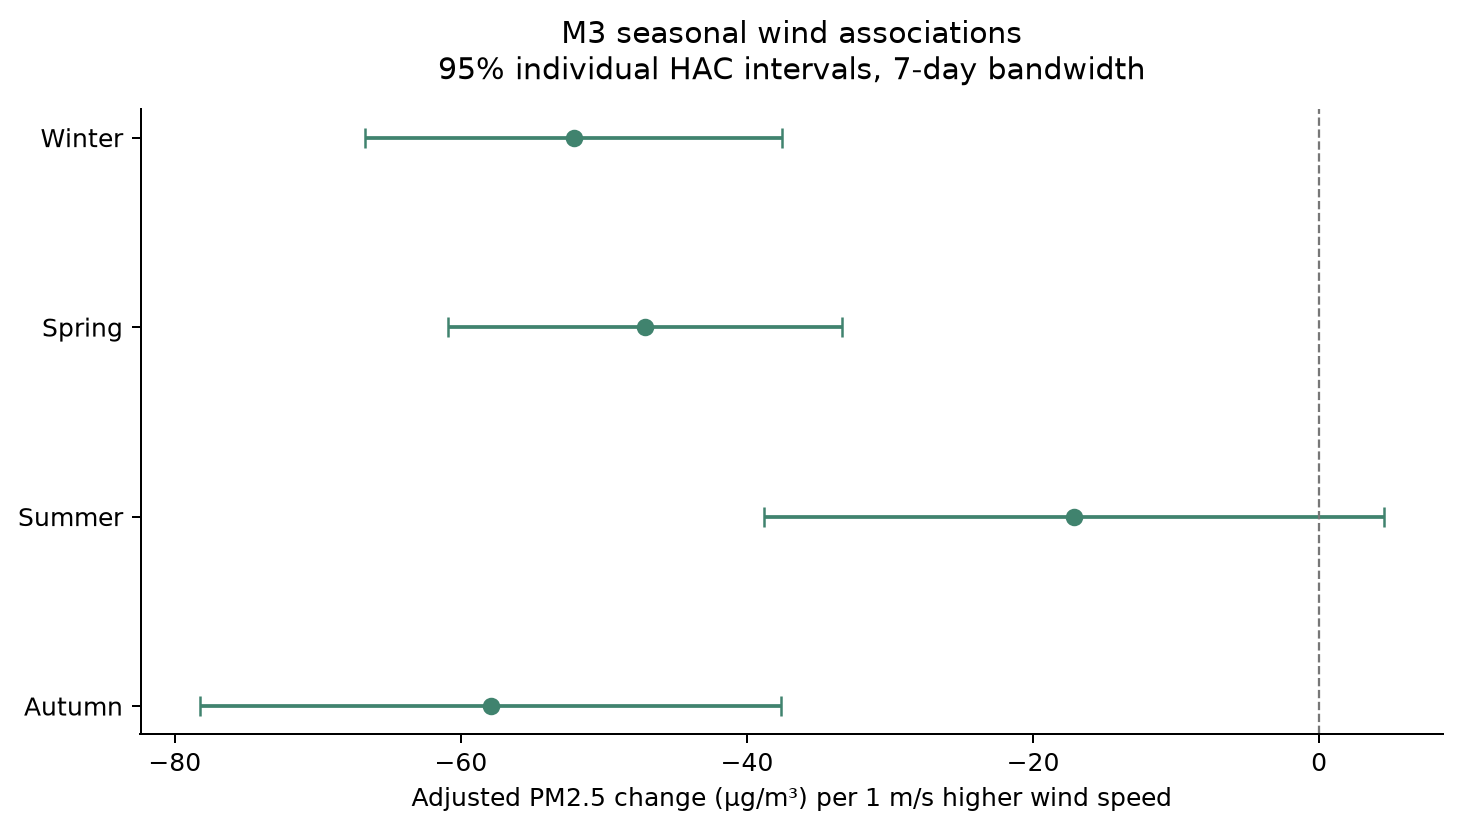 M3 seasonal wind associations
95% individual HAC intervals, 7-day bandwidth
Winter
Spring
Summer
Autumn
−80
−60
−40
−20
0
Adjusted PM2.5 change (µg/m³) per 1 m/s higher wind speed